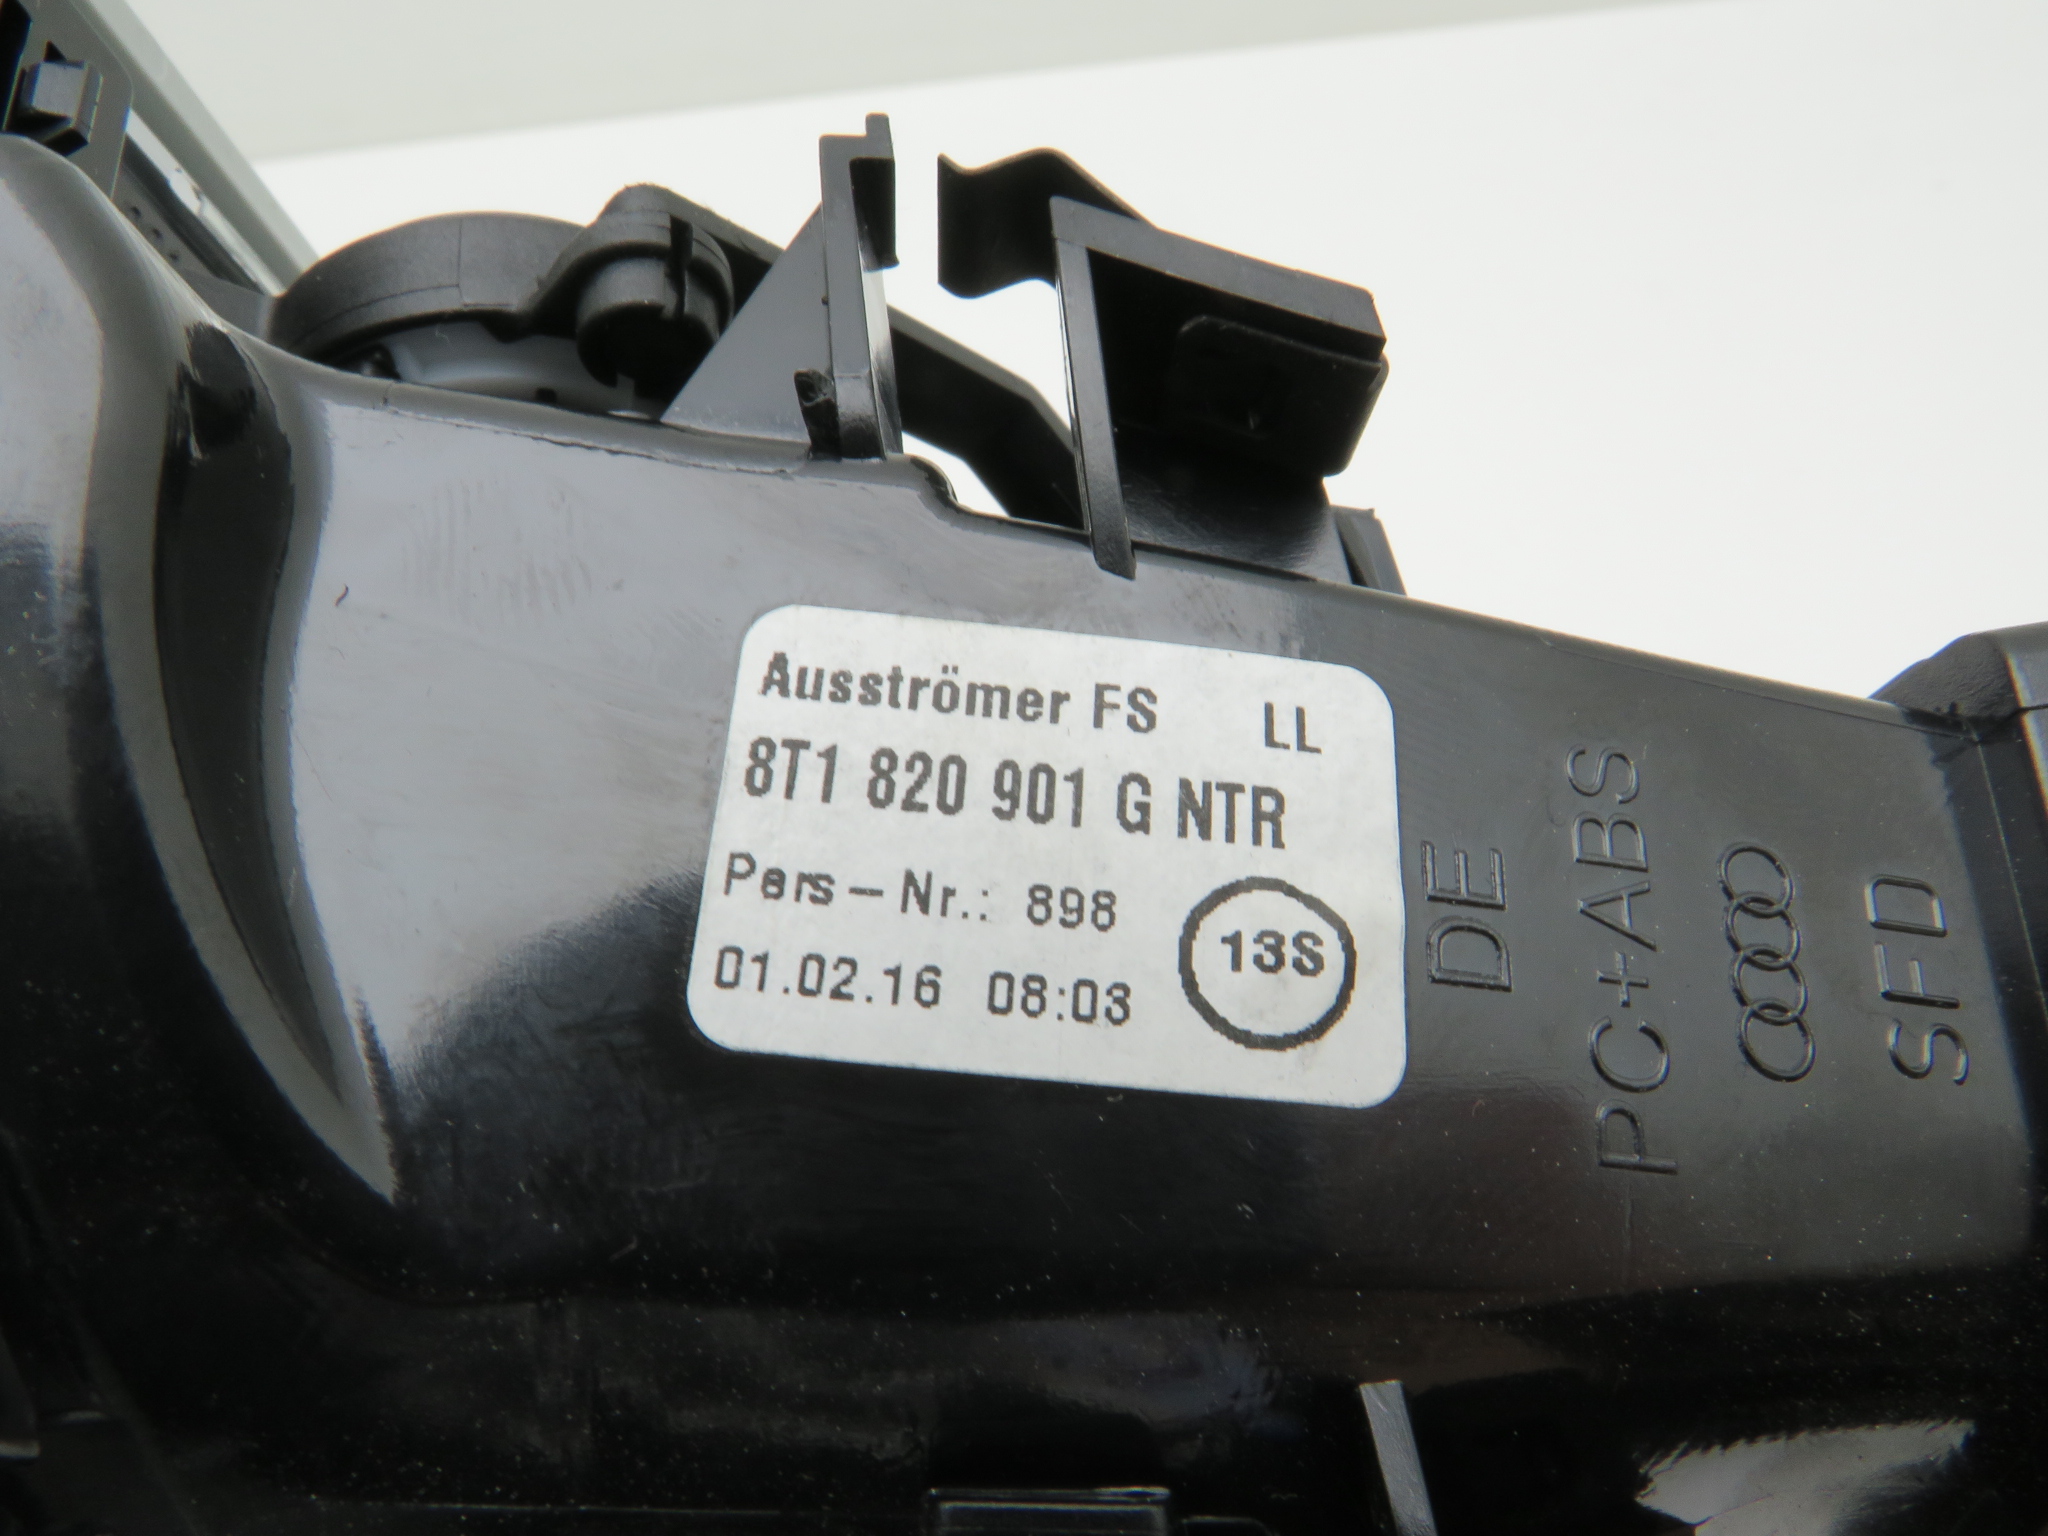 Ausströmer FS LL
8T1 820 901 G NTR
Pers-Nr.: 898
01.02.16 08:03
13S
DE
PC+ABS
SFD